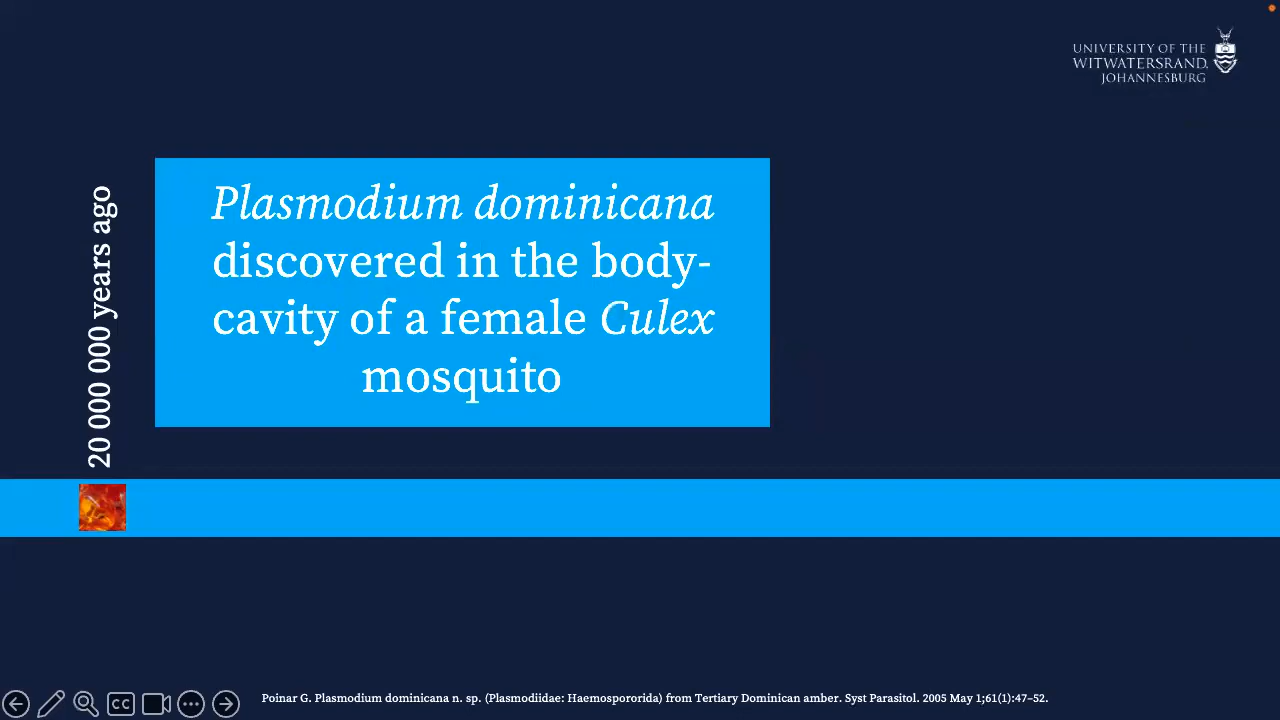 UNIVERSITY OF THE
WITWATERSRAND,
JOHANNESBURG
20 000 000 years ago
Plasmodium dominicana
discovered in the body-
cavity of a female Culex
mosquito
CC
Poinar G. Plasmodium dominicana n. sp. (Plasmodiidae: Haemospororida) from Tertiary Dominican amber. Syst Parasitol. 2005 May 1;61(1):47–52.